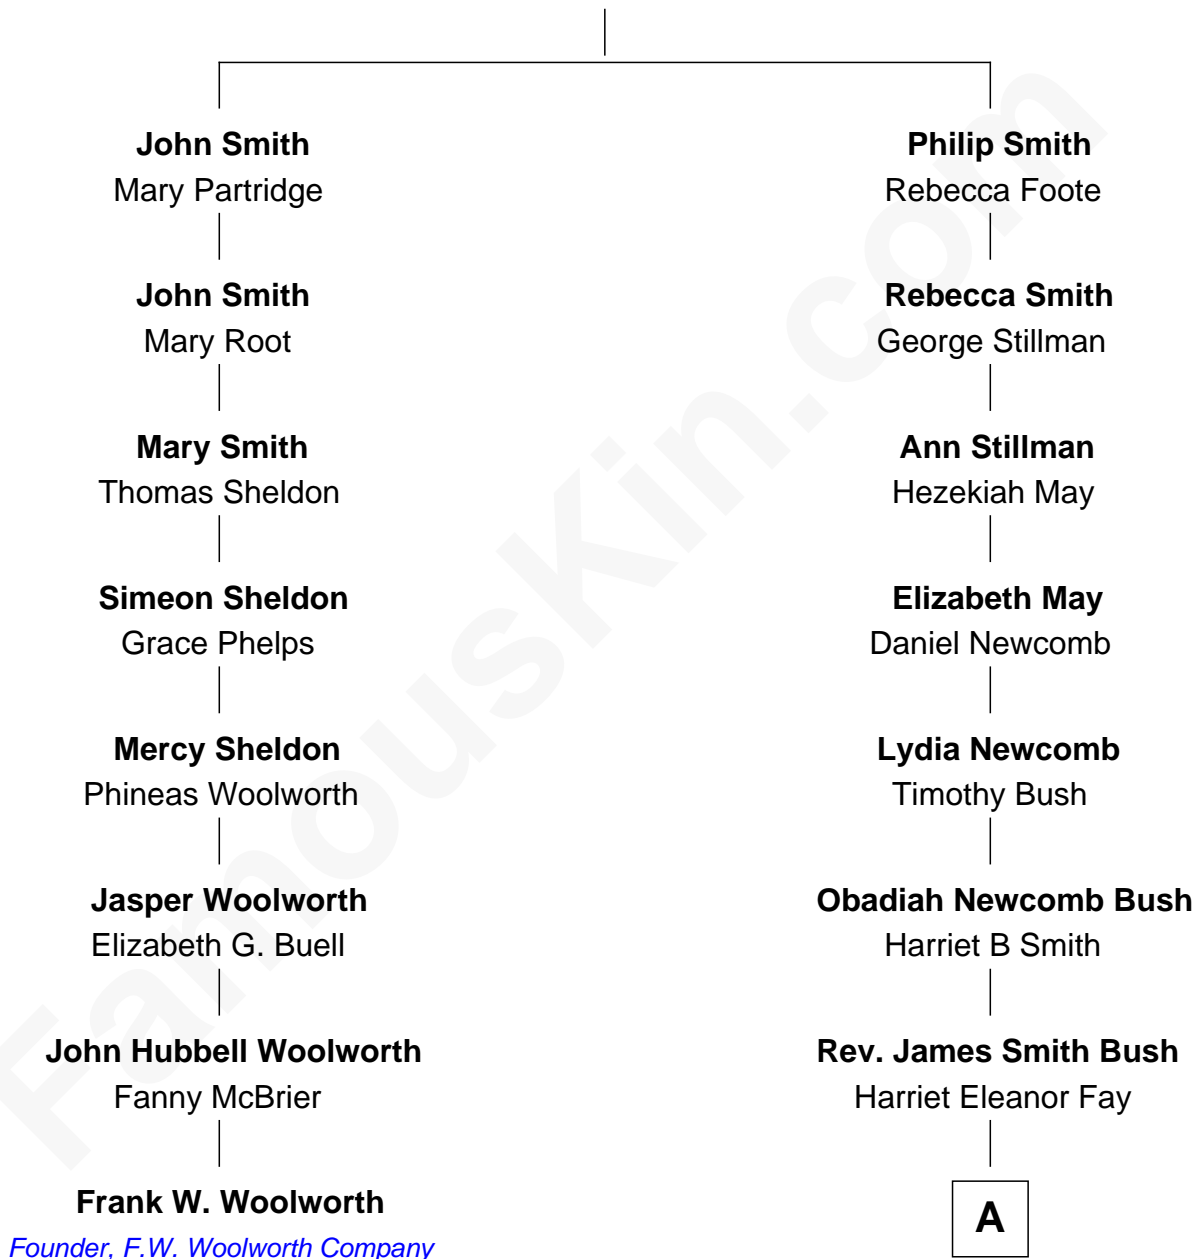 John Smith
Mary Partridge
John Smith
Mary Root
Mary Smith
Thomas Sheldon
Simeon Sheldon
Grace Phelps
Mercy Sheldon
Phineas Woolworth
Jasper Woolworth
Elizabeth G. Buell
John Hubbell Woolworth
Fanny McBrier
Frank W. Woolworth
Founder, F.W. Woolworth Company
Philip Smith
Rebecca Foote
Rebecca Smith
George Stillman
Ann Stillman
Hezekiah May
Elizabeth May
Daniel Newcomb
Lydia Newcomb
Timothy Bush
Obadiah Newcomb Bush
Harriet B Smith
Rev. James Smith Bush
Harriet Eleanor Fay
A
FamousKin.com